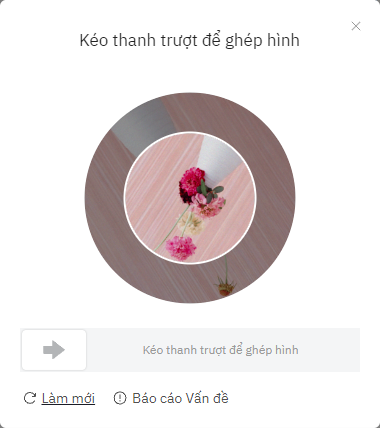 Kéo thanh trượt để ghép hình
Kéo thanh trượt để ghép hình
Làm mới
Báo cáo Vấn đề